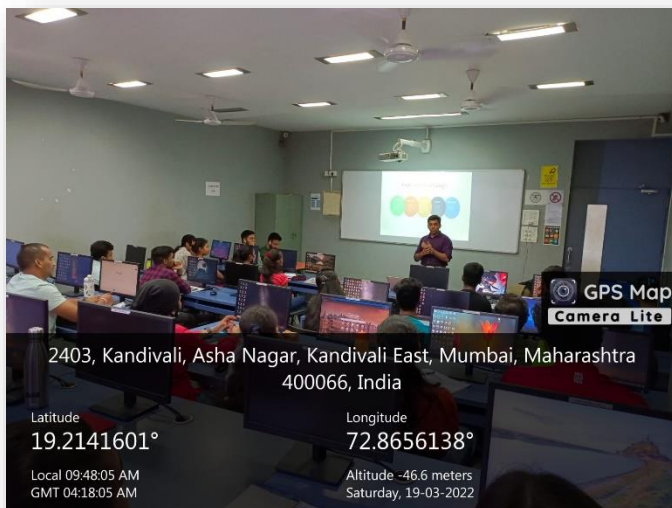 GPS Map
Camera Lite
2403, Kandivali, Asha Nagar, Kandivali East, Mumbai, Maharashtra
400066, India
Latitude
19.2141601°
Longitude
72.8656138°
Local 09:48:05 AM
GMT 04:18:05 AM
Altitude -46.6 meters
Saturday, 19-03-2022